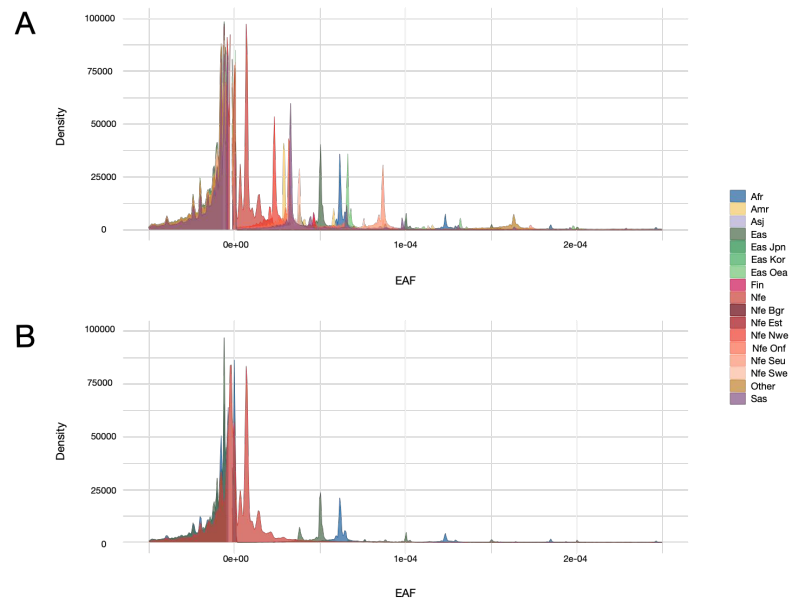 A
100000
75000
50000
25000
0
Density
0e+00
1e-04
2e-04
EAF
Afr
Amr
Asj
Eas
Eas Jpn
Eas Kor
Eas Oea
Fin
Nfe
Nfe Bgr
Nfe Est
Nfe Nwe
Nfe Onf
Nfe Seu
Nfe Swe
Other
Sas
B
100000
75000
50000
25000
0
Density
0e+00
1e-04
2e-04
EAF